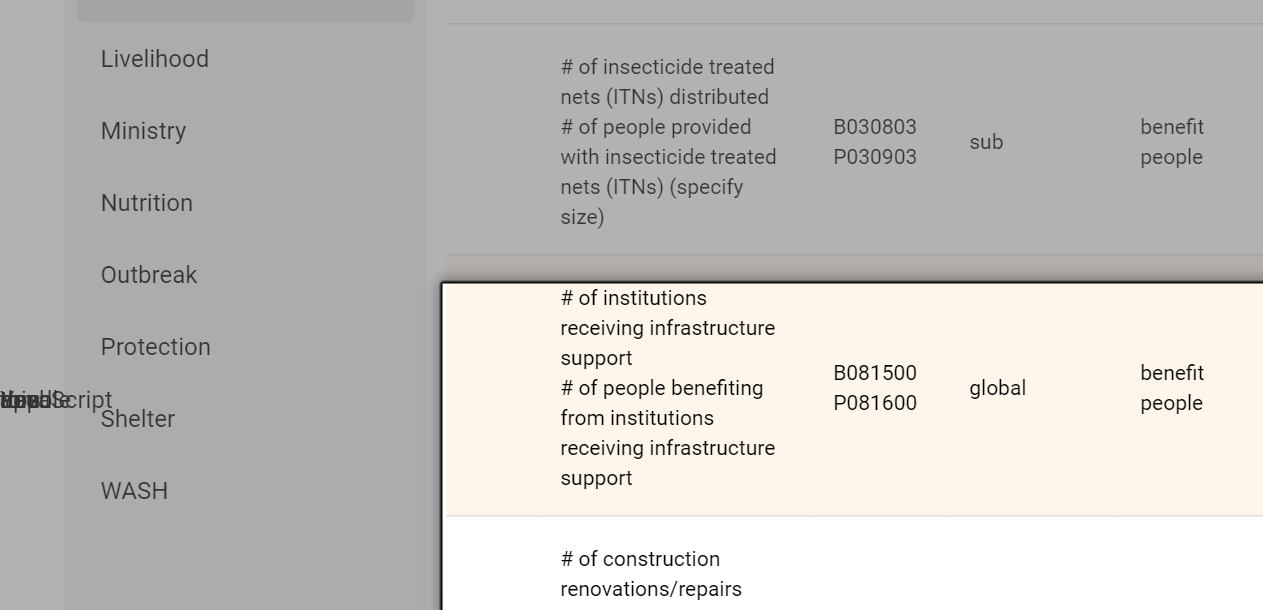 Livelihood
Ministry
Nutrition
Outbreak
Protection
Shelter
WASH
# of insecticide treated
nets (ITNs) distributed
# of people provided
with insecticide treated
nets (ITNs) (specify
size)
B030803
P030903
sub
benefit
people
# of institutions
receiving infrastructure
support
# of people benefiting
from institutions
receiving infrastructure
support
B081500
P081600
global
benefit
people
# of construction
renovations/repairs